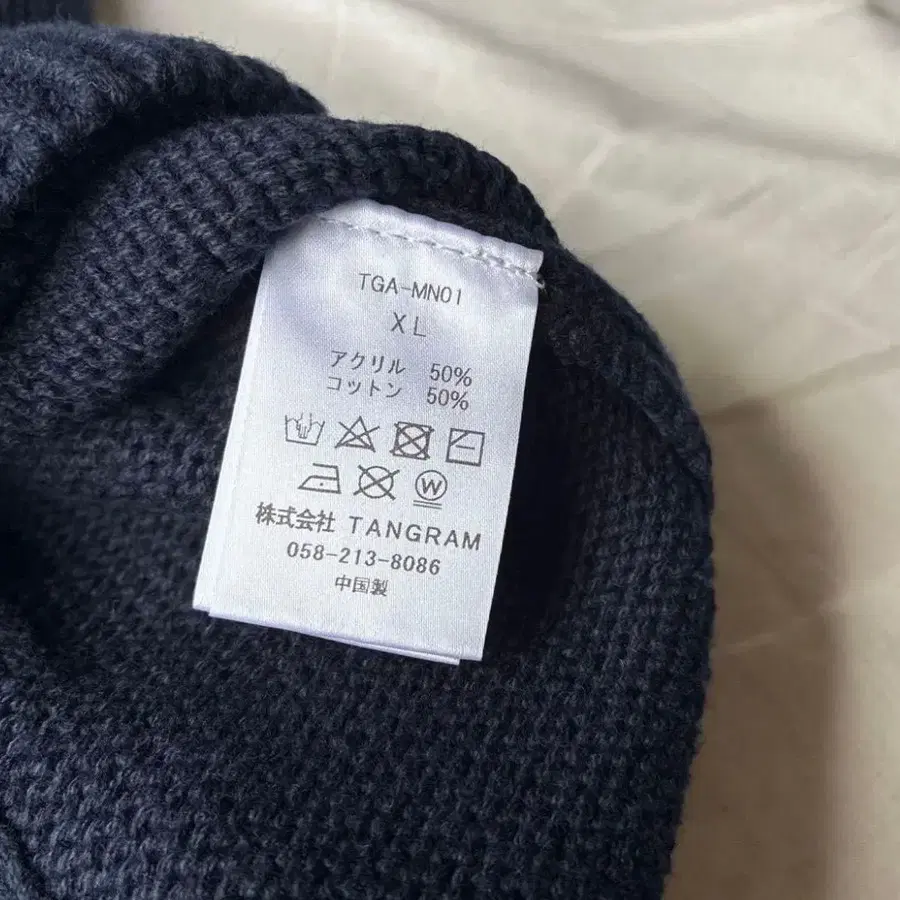 TGA-MN01
XL
アクリル 50%
コットン 50%
W
株式会社 TANGRAM
058-213-8086
中国製